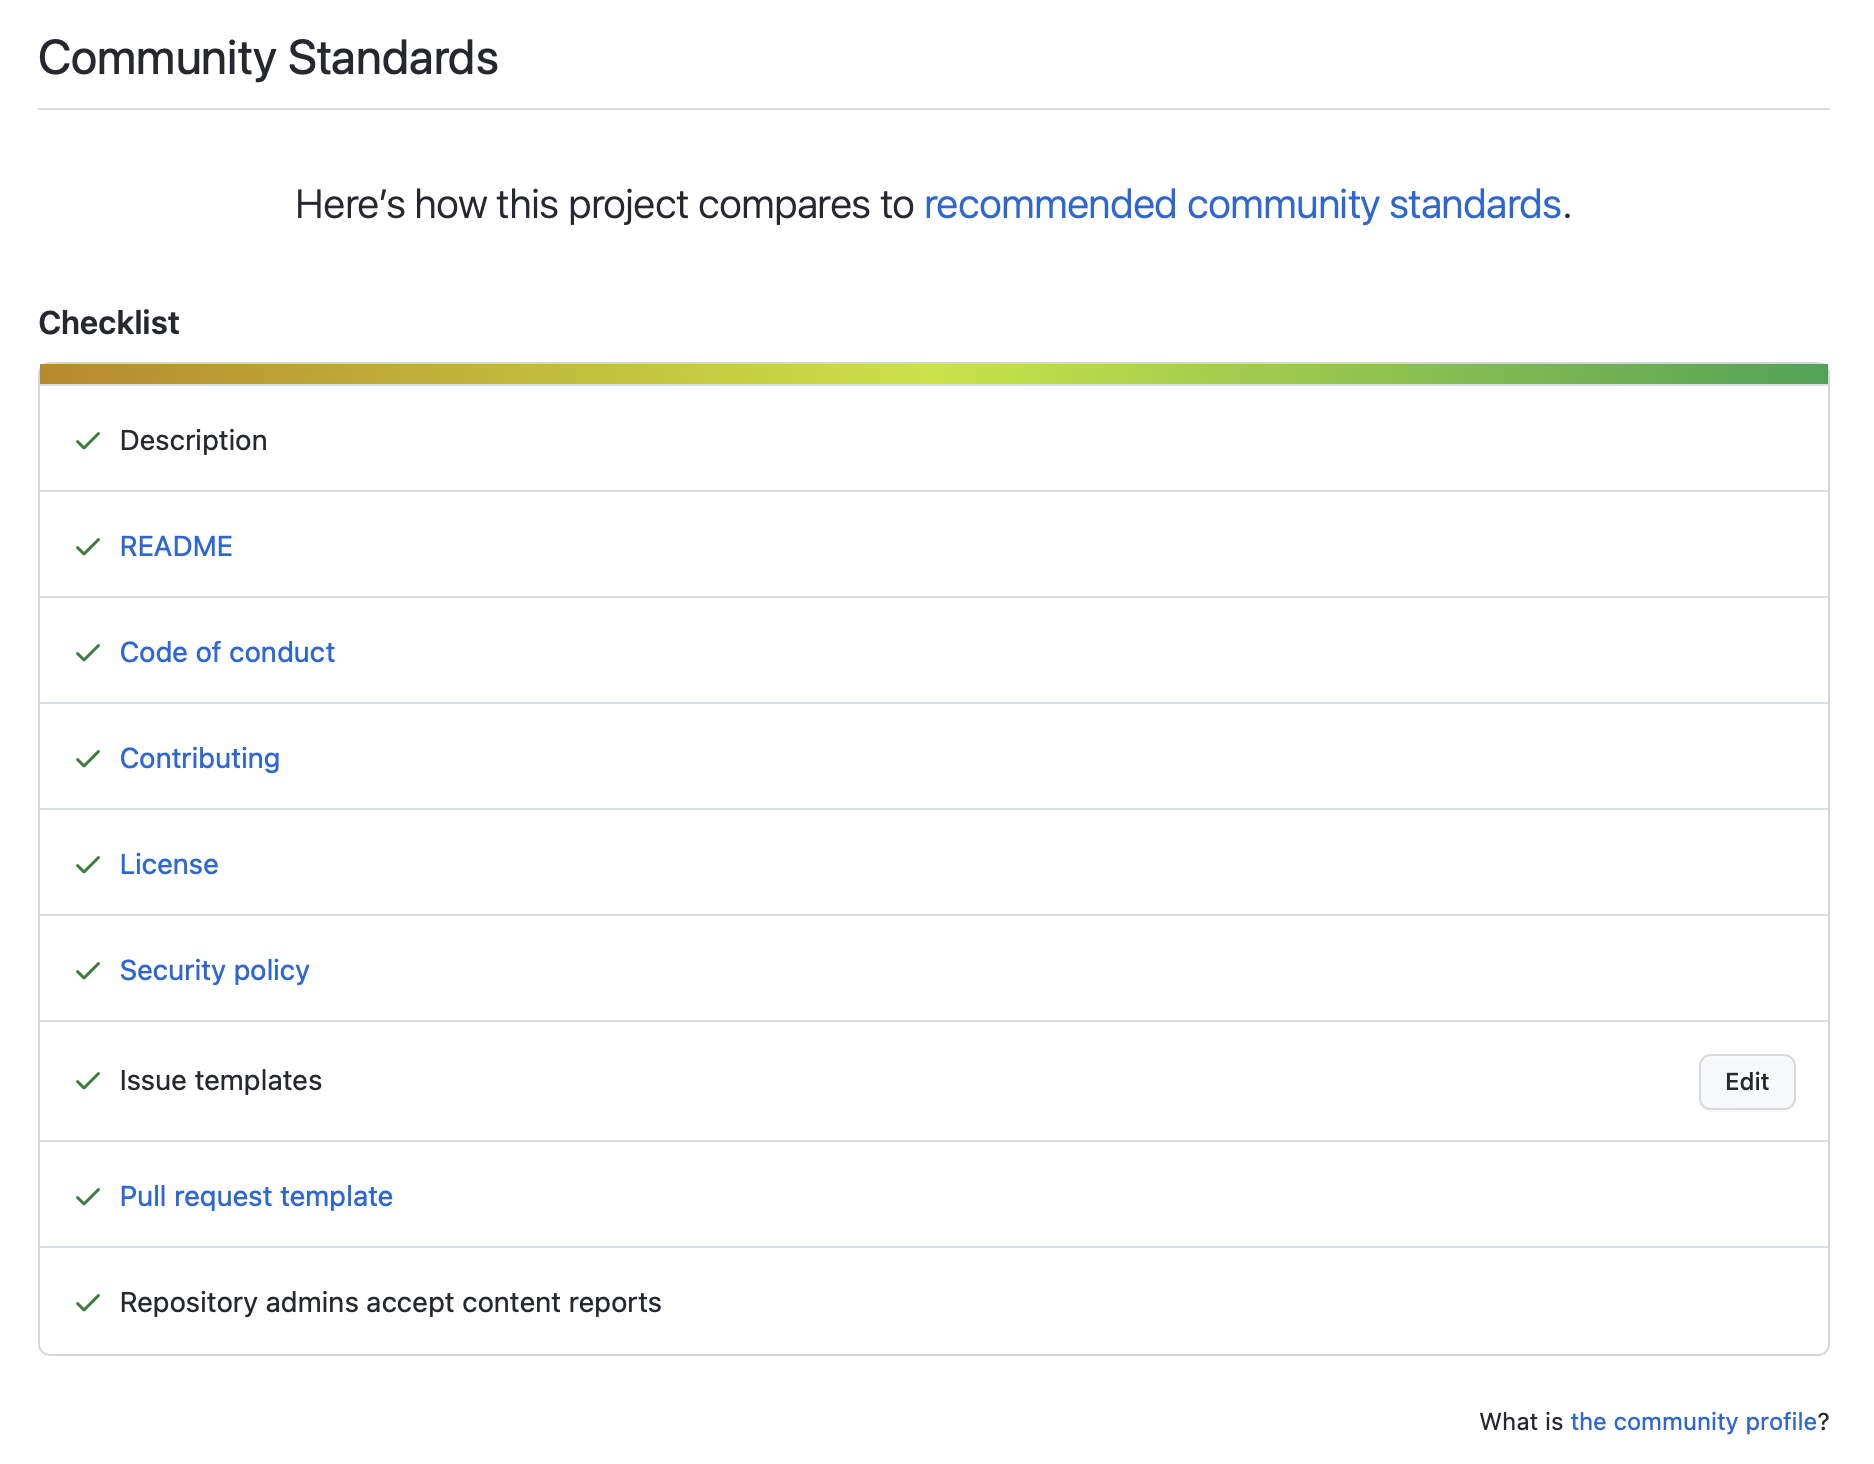 Community Standards
Here’s how this project compares to recommended community standards.
Checklist
Description
README
Code of conduct
Contributing
License
Security policy
Issue templates
Edit
Pull request template
Repository admins accept content reports
What is the community profile?